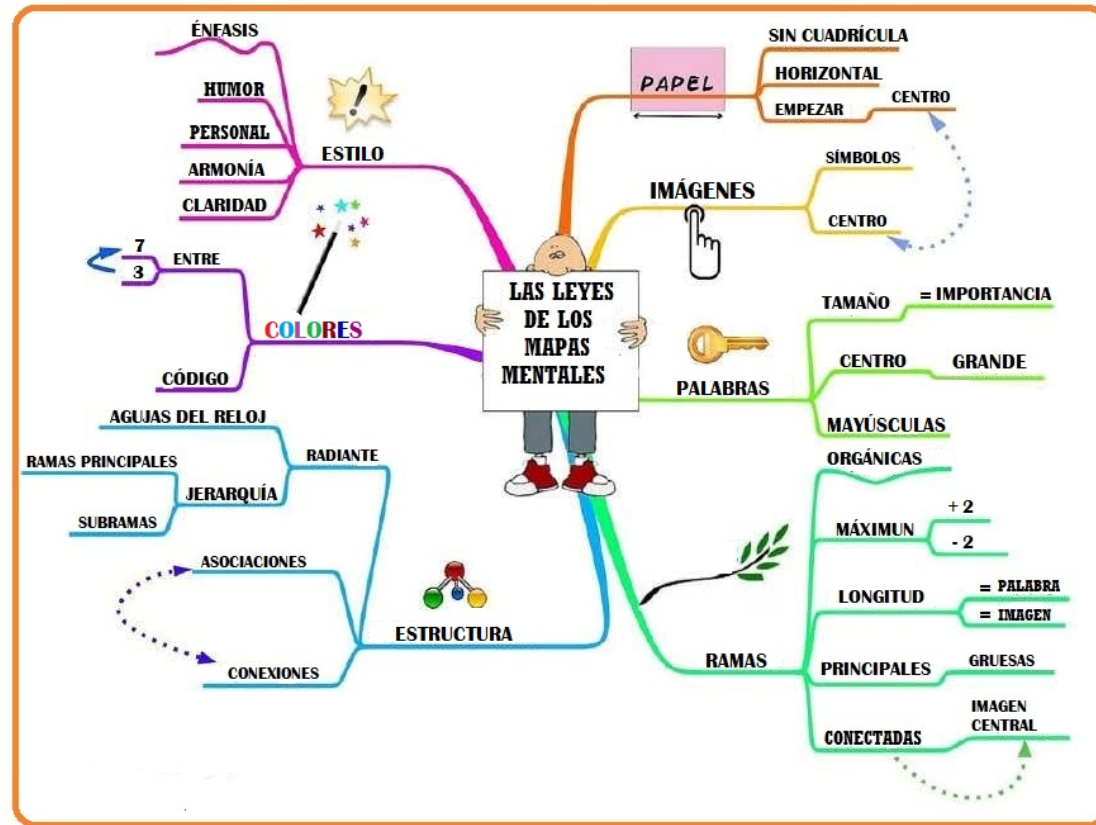 LAS LEYES
DE LOS
MAPAS
MENTALES
PAPEL
SIN CUADRÍCULA
HORIZONTAL
EMPEZAR
CENTRO
IMÁGENES
SÍMBOLOS
CENTRO
PALABRAS
TAMAÑO
= IMPORTANCIA
CENTRO
GRANDE
MAYÚSCULAS
RAMAS
ORGÁNICAS
MÁXIMUN
+ 2
- 2
LONGITUD
= PALABRA
= IMAGEN
PRINCIPALES
GRUESAS
CONECTADAS
IMAGEN
CENTRAL
ESTRUCTURA
RADIANTE
AGUJAS DEL RELOJ
JERARQUÍA
RAMAS PRINCIPALES
SUBRAMAS
ASOCIACIONES
CONEXIONES
COLORES
ENTRE
7
3
CÓDIGO
ESTILO
ÉNFASIS
HUMOR
PERSONAL
ARMONÍA
CLARIDAD